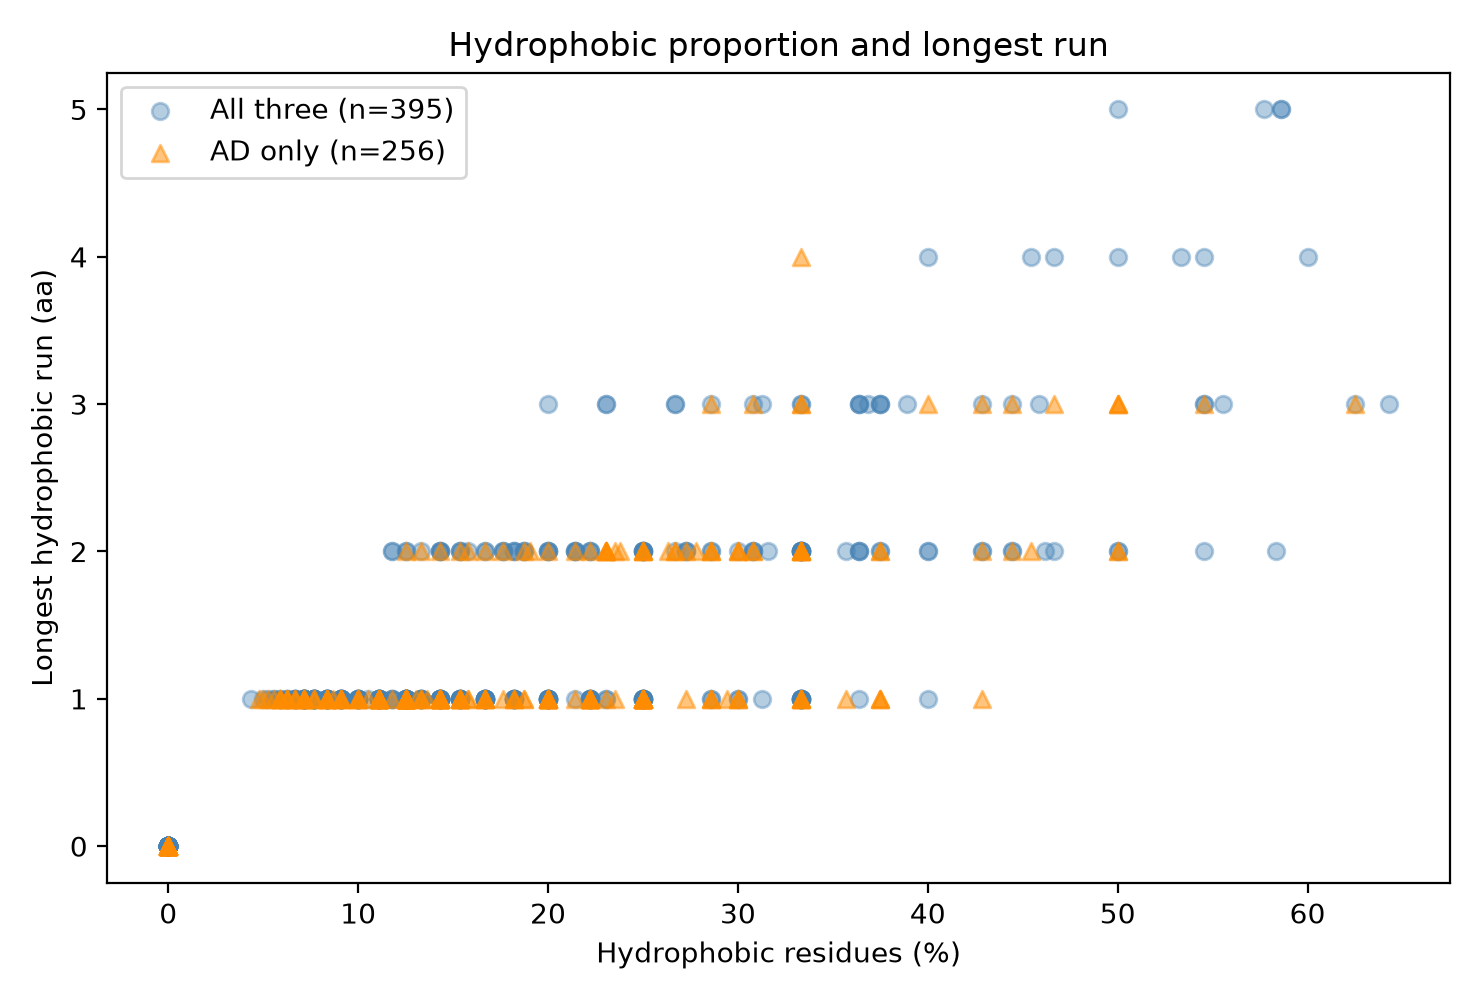 Hydrophobic proportion and longest run
All three (n=395)
AD only (n=256)
Longest hydrophobic run (aa)
5
4
3
2
1
0
0 10 20 30 40 50 60
Hydrophobic residues (%)